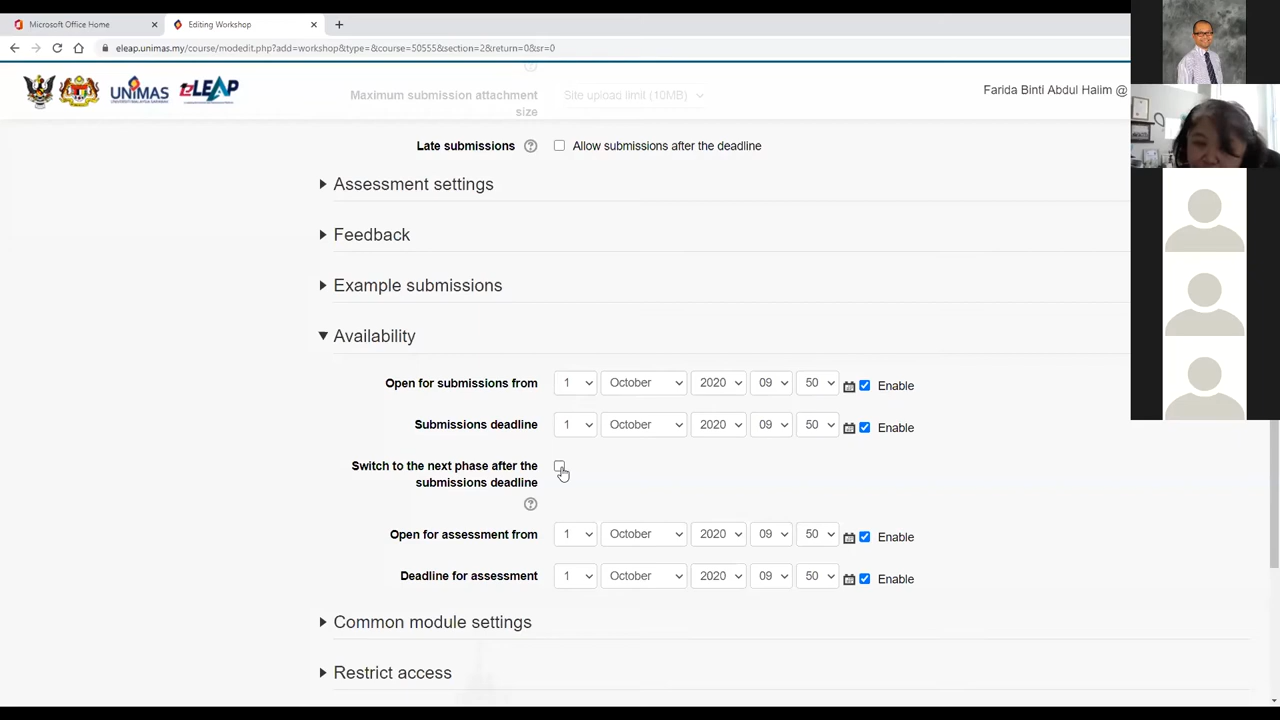 Microsoft Office Home
Editing Workshop
eleap.unimas.my/course/modedit.php?add=workshop&type=&course=50555&section=2&return=0&sr=0
UNIMAS
eLEAP
Farida Binti Abdul Halim @
Maximum submission attachment size
Site upload limit (10MB)
Late submissions
Allow submissions after the deadline
Assessment settings
Feedback
Example submissions
Availability
Open for submissions from 1 October 2020 09 50 Enable
Submissions deadline 1 October 2020 09 50 Enable
Switch to the next phase after the
submissions deadline
Open for assessment from 1 October 2020 09 50 Enable
Deadline for assessment 1 October 2020 09 50 Enable
Common module settings
Restrict access